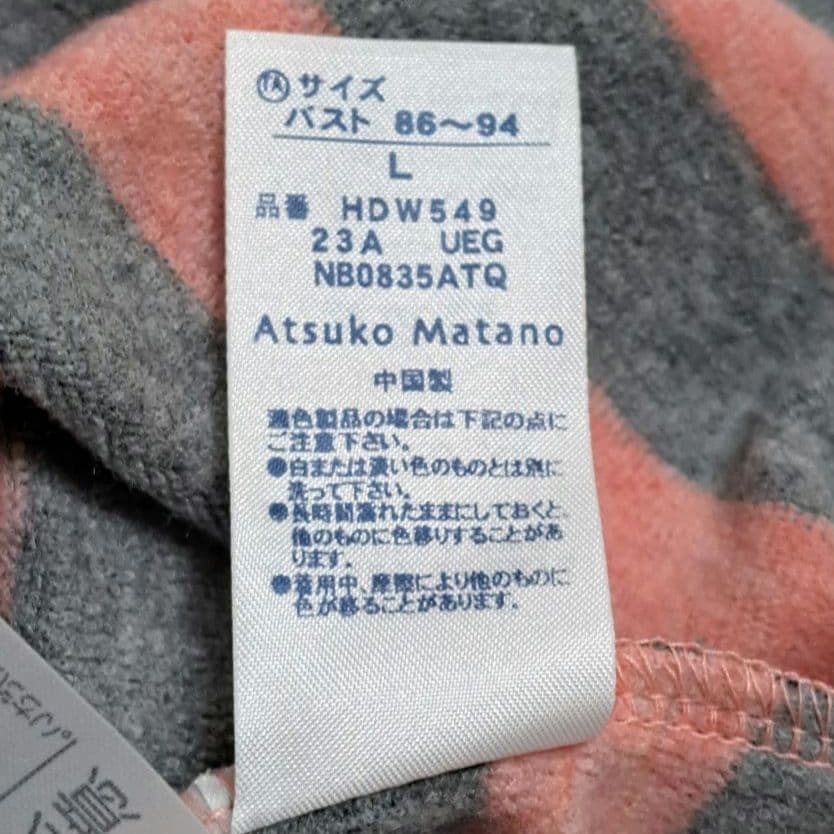 サイズ
バスト 86～94
L
品番 HDW549
23A UEG
NB0835ATQ
Atsuko Matano
中国製
濃色製品の場合は下記の点に
ご注意下さい。
●白または淡い色のものとは別に
洗って下さい。
●長時間濡れたままにしておくと、
他のものに色移りすることがあ
ります。
●着用中、摩擦により他のものに
色が移ることがあります。